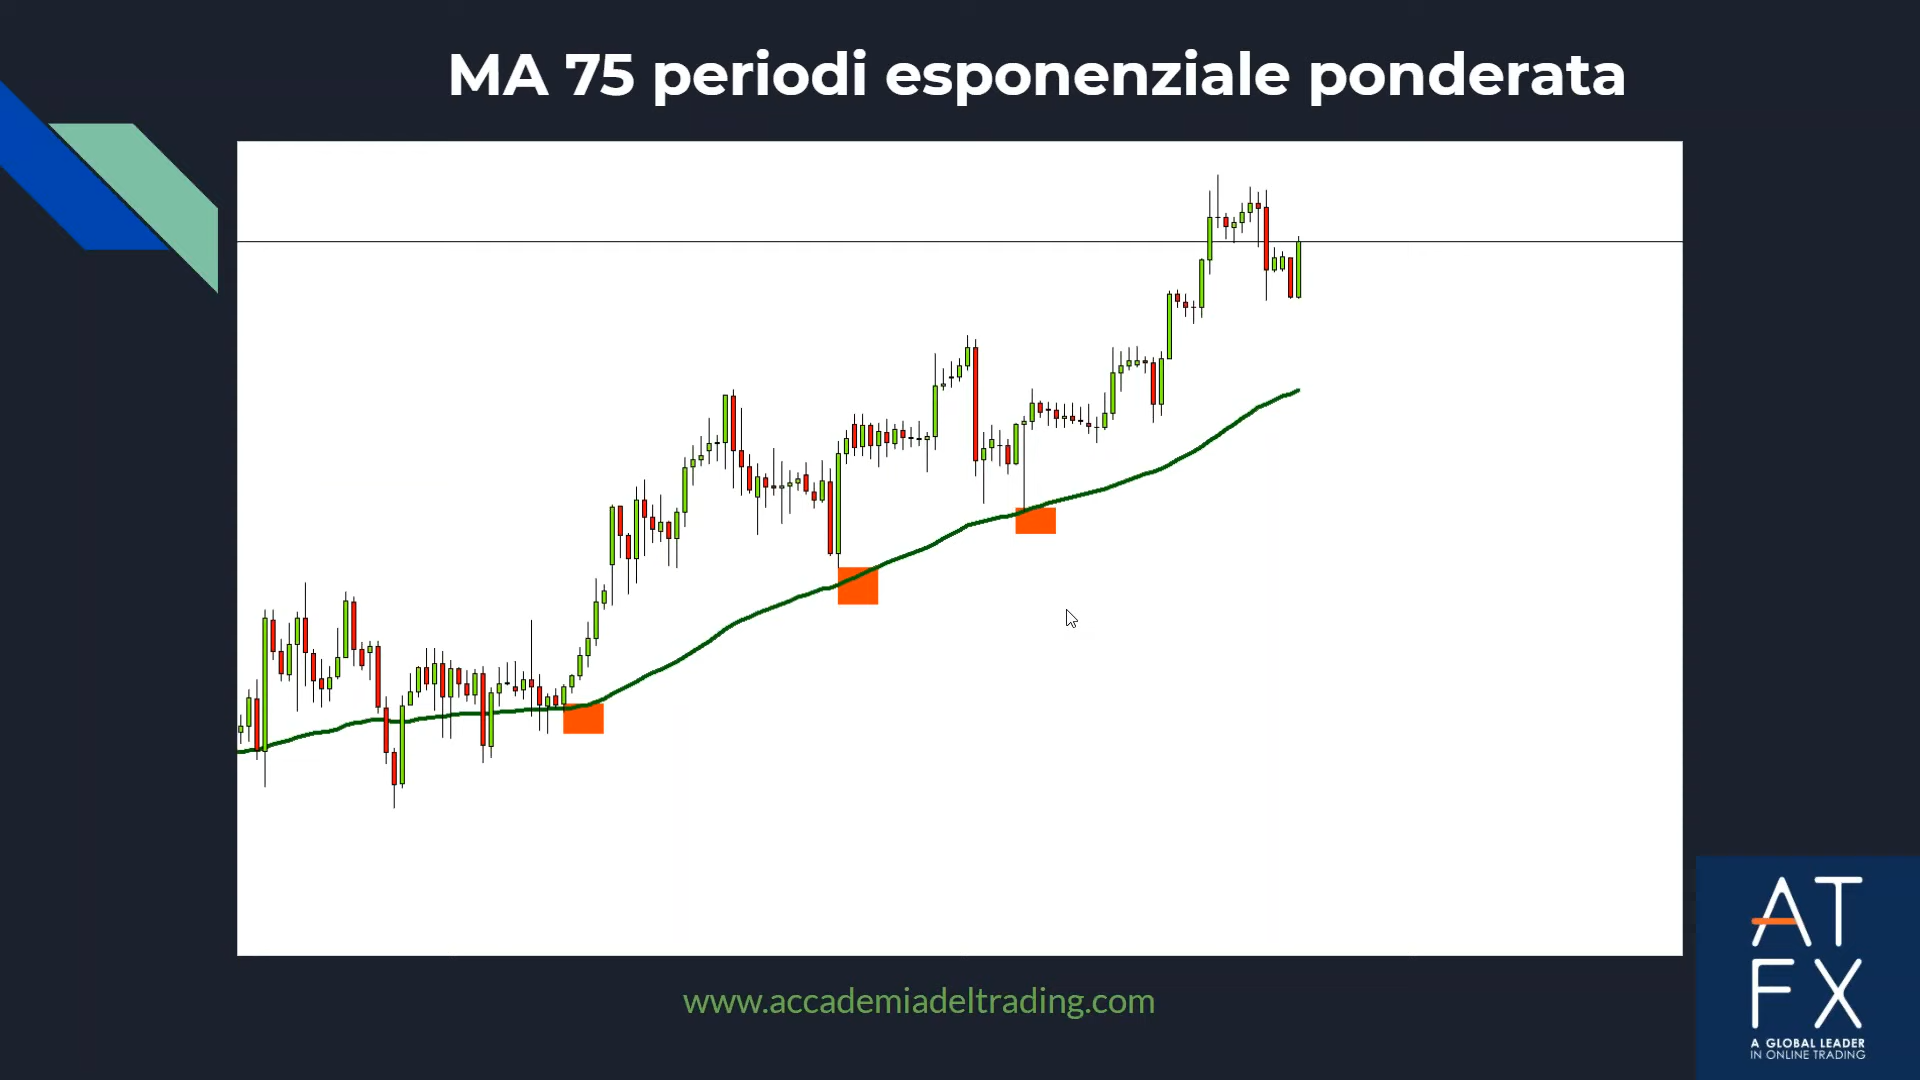 MA 75 periodi esponenziale ponderata
www.accademiadeltrading.com
AT
FX
A GLOBAL LEADER
IN ONLINE TRADING